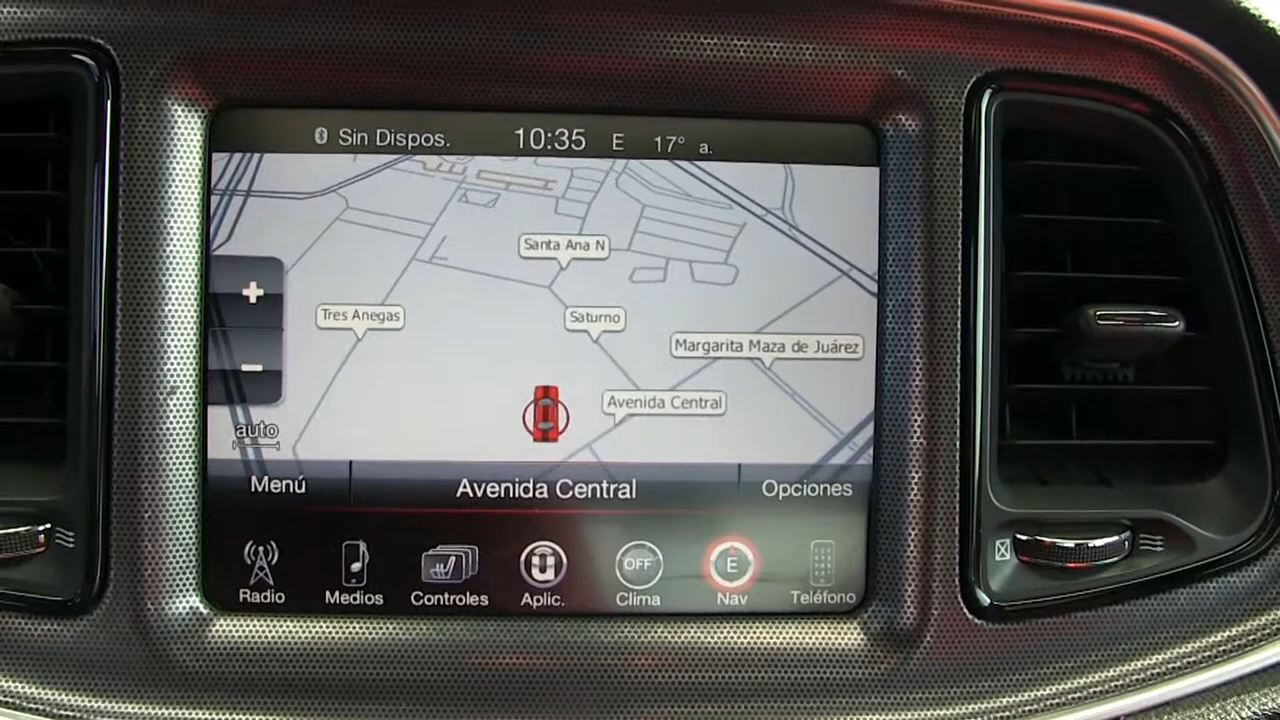 Sin Dispos. 10:35 E 17° a.
Santa Ana N
+
Tres Anegas
Saturno
Margarita Maza de Juárez
-
Avenida Central
auto
Menú Avenida Central Opciones
OFF E
Radio Medios Controles Aplic. Clima Nav Teléfono